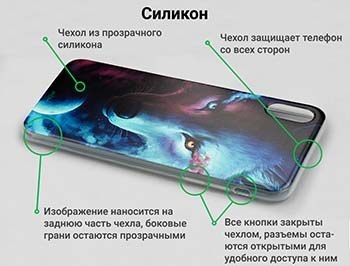 Силикон
Чехол из прозрачного
силикона
Чехол защищает телефон
со всех сторон
Изображение наносится на
заднюю часть чехла, боковые
грани остаются прозрачными
Все кнопки закрыты
чехлом, разъемы оста-
ются открытыми для
удобного доступа к ним